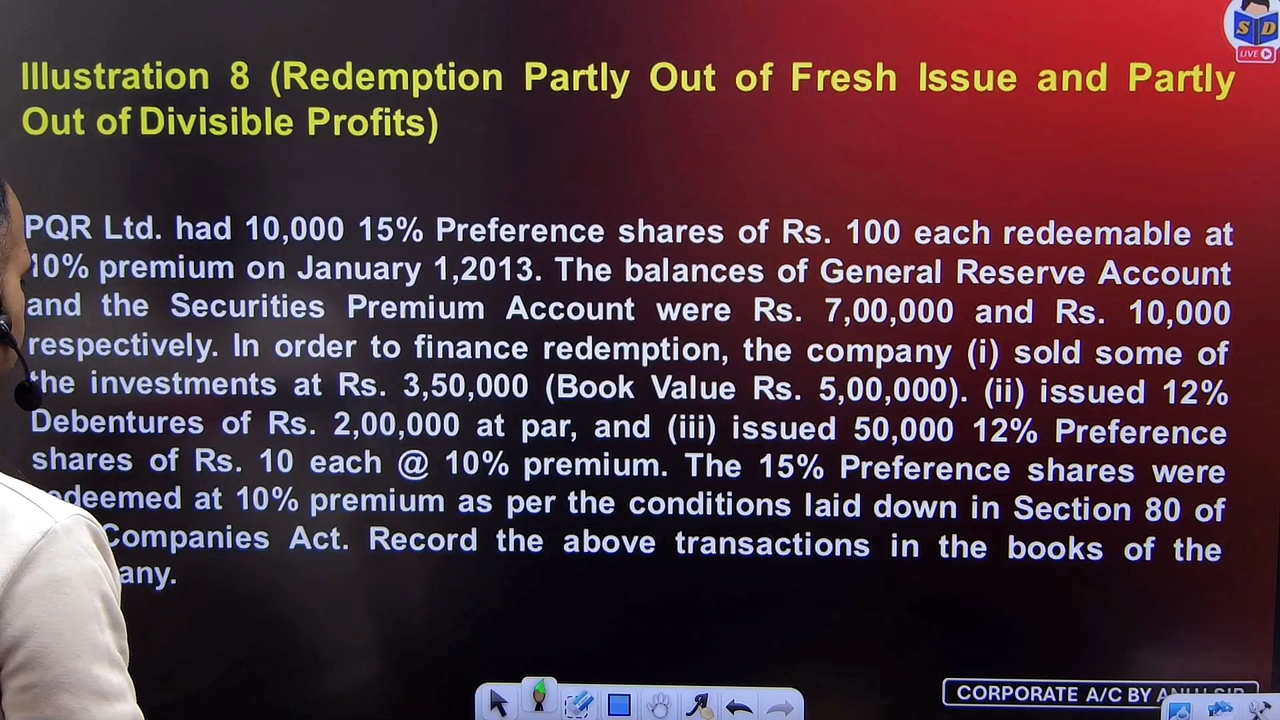 S D
LIVE
Illustration 8 (Redemption Partly Out of Fresh Issue and Partly
Out of Divisible Profits)
PQR Ltd. had 10,000 15% Preference shares of Rs. 100 each redeemable at
10% premium on January 1,2013. The balances of General Reserve Account
and the Securities Premium Account were Rs. 7,00,000 and Rs. 10,000
respectively. In order to finance redemption, the company (i) sold some of
the investments at Rs. 3,50,000 (Book Value Rs. 5,00,000). (ii) issued 12%
Debentures of Rs. 2,00,000 at par, and (iii) issued 50,000 12% Preference
shares of Rs. 10 each @ 10% premium. The 15% Preference shares were
edeemed at 10% premium as per the conditions laid down in Section 80 of
Companies Act. Record the above transactions in the books of the
any.
CORPORATE A/C BY